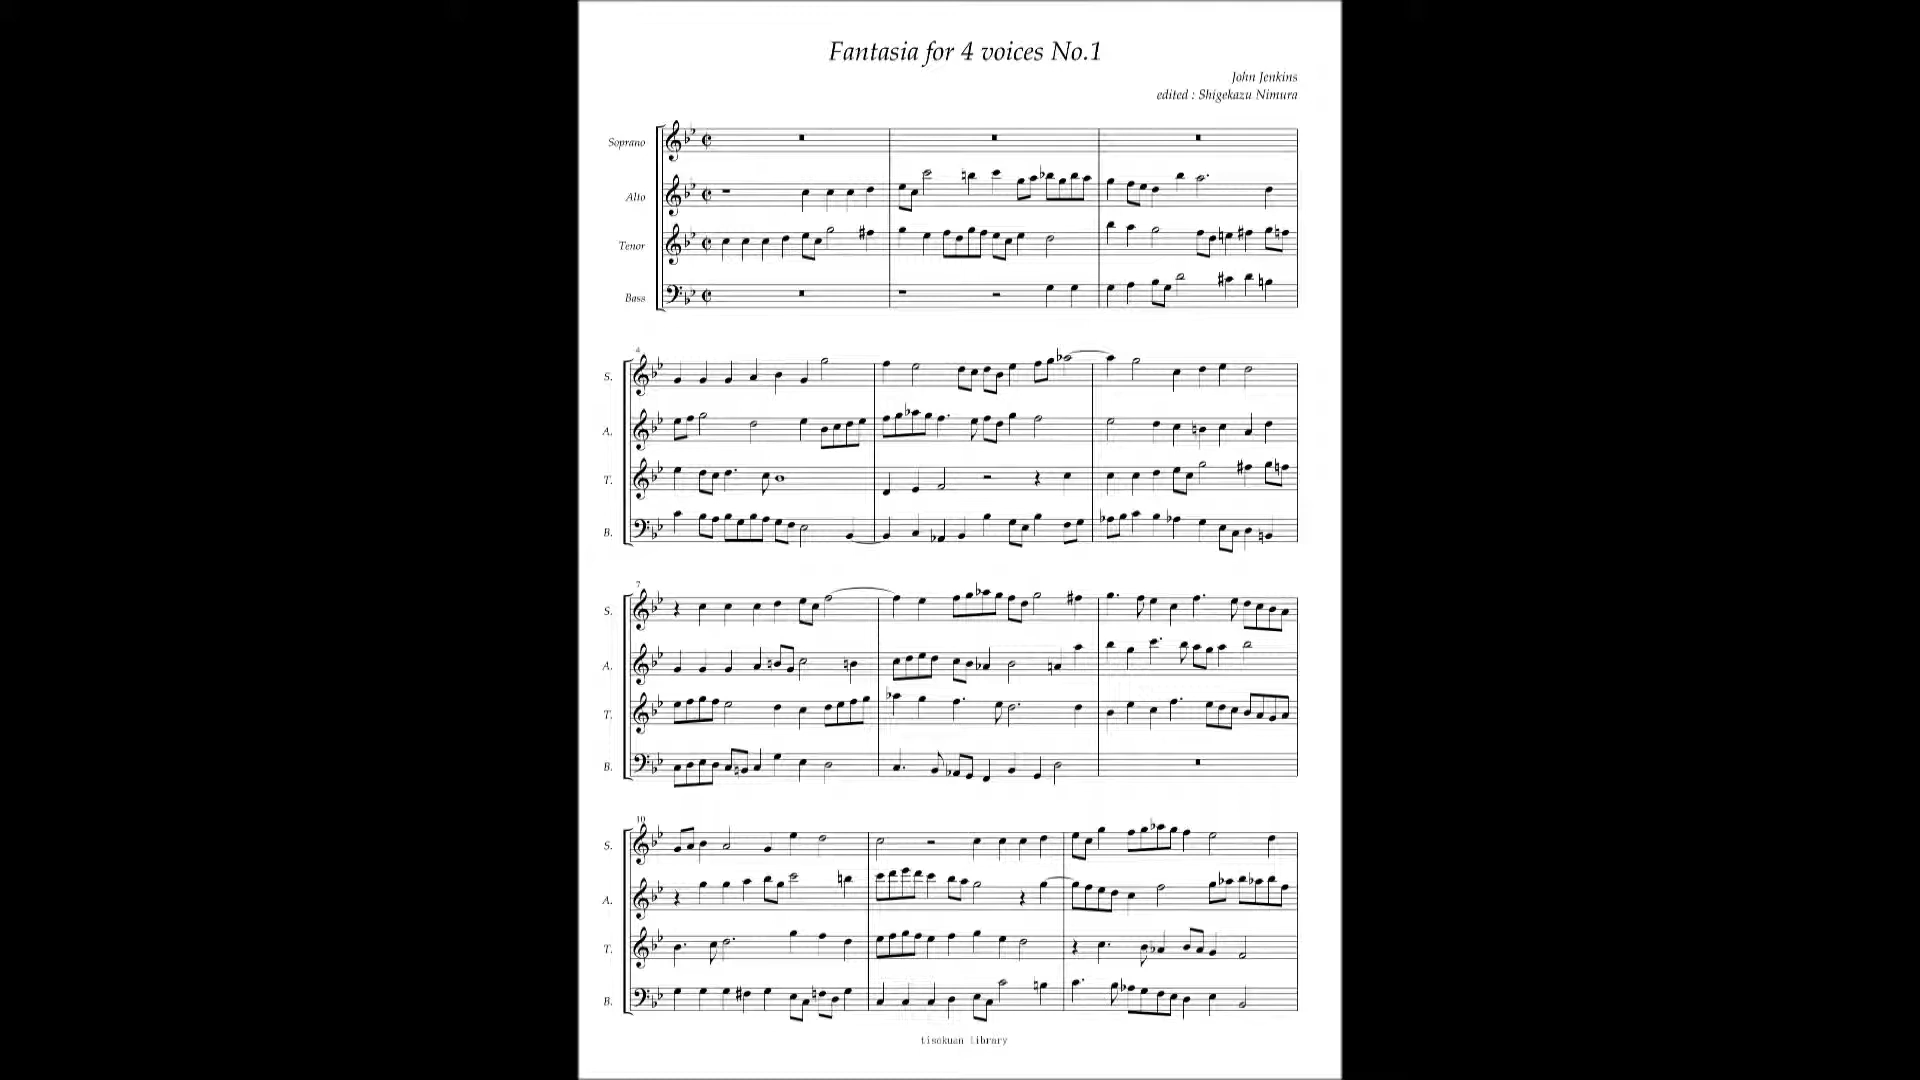 Fantasia for 4 voices No.1
John Jenkins
edited : Shigekazu Nimura
Soprano
Alto
Tenor
Bass
4
S.
A.
T.
B.
7
S.
A.
T.
B.
10
S.
A.
T.
B.
tisokuan library